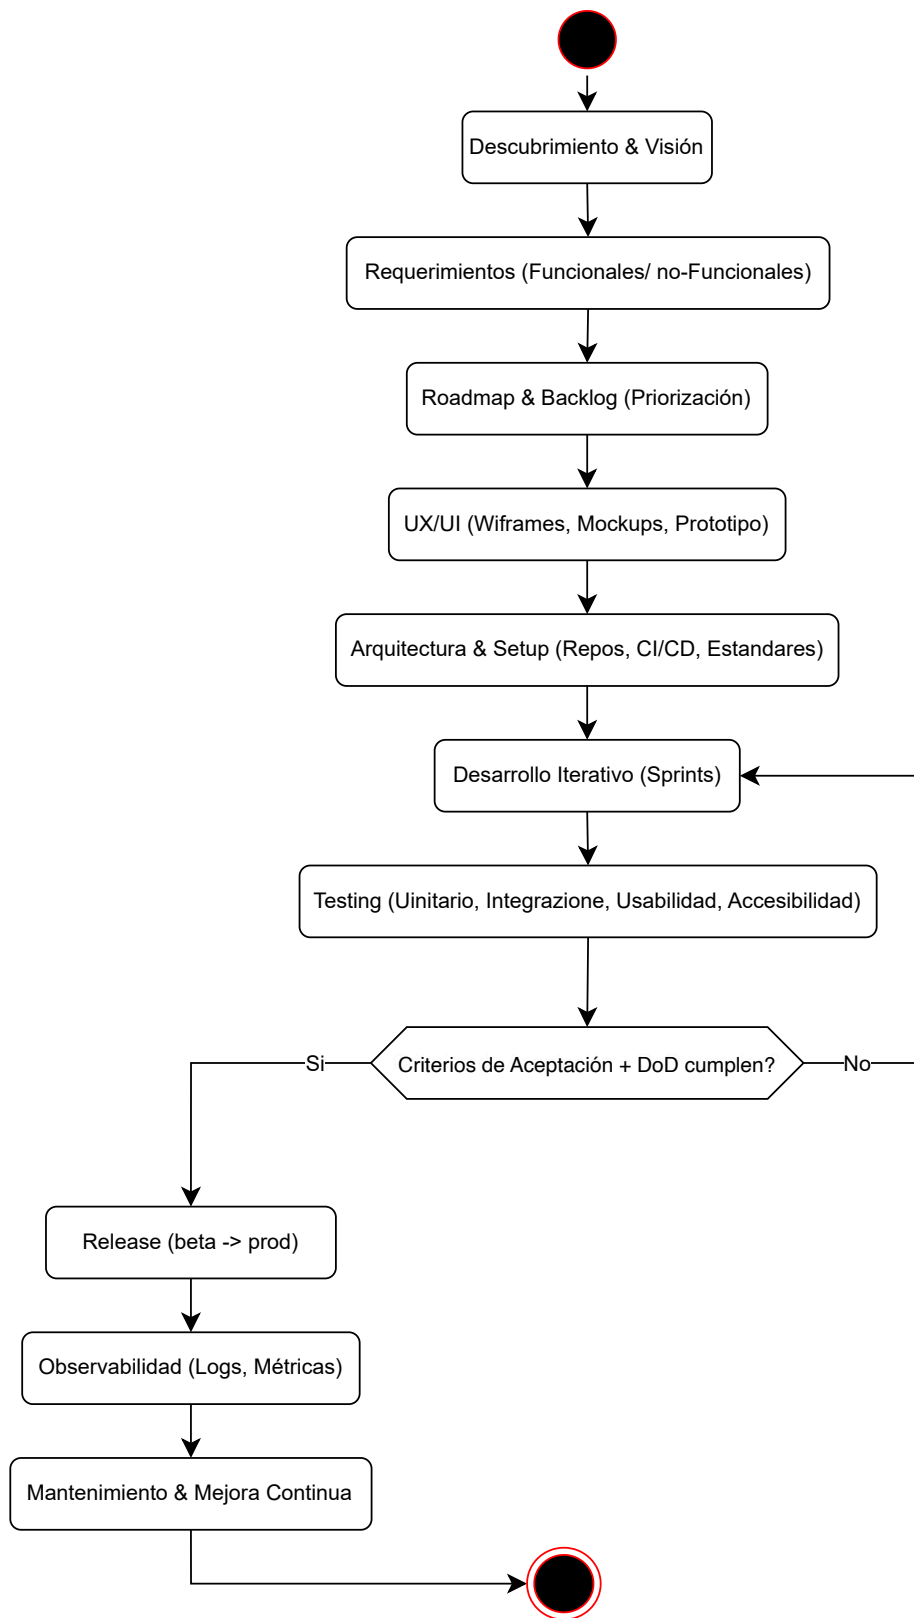 Descubrimiento & Visión
Requerimientos (Funcionales/ no-Funcionales)
Roadmap & Backlog (Priorización)
UX/UI (Wiframes, Mockups, Prototipo)
Arquitectura & Setup (Repos, CI/CD, Estandares)
Desarrollo Iterativo (Sprints)
Testing (Uinitario, Integrazione, Usabilidad, Accesibilidad)
Si
Criterios de Aceptación + DoD cumplen?
No
Release (beta -> prod)
Observabilidad (Logs, Métricas)
Mantenimiento & Mejora Continua